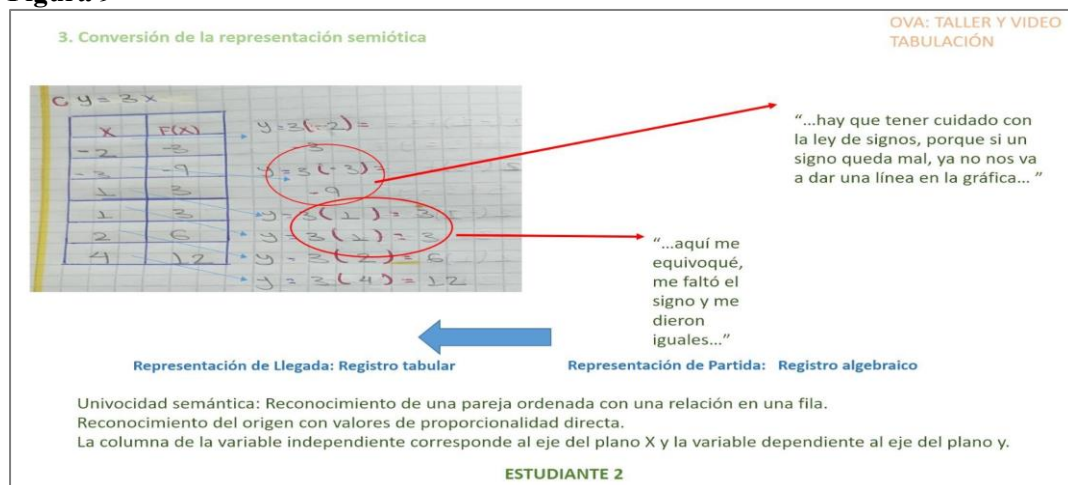 Figura 9
3. Conversión de la representación semiótica
OVA: TALLER Y VIDEO
TABULACIÓN
C y = 3x
X F(X)
-2 -3
-3 -9
1 3
1 3
2 6
4 12
y=3(-2)=
-3
y=3(-3)=
-9
y=3(1)=3
y=3(1)=3
y=3(2)=6
y=3(4)=12
"...hay que tener cuidado con
la ley de signos, porque si un
signo queda mal, ya no nos va
a dar una línea en la gráfica... "
"...aquí me
equivoqué,
me faltó el
signo y me
dieron
iguales..."
Representación de Llegada: Registro tabular
Representación de Partida: Registro algebraico
Univocidad semántica: Reconocimiento de una pareja ordenada con una relación en una fila.
Reconocimiento del origen con valores de proporcionalidad directa.
La columna de la variable independiente corresponde al eje del plano X y la variable dependiente al eje del plano y.
ESTUDIANTE 2